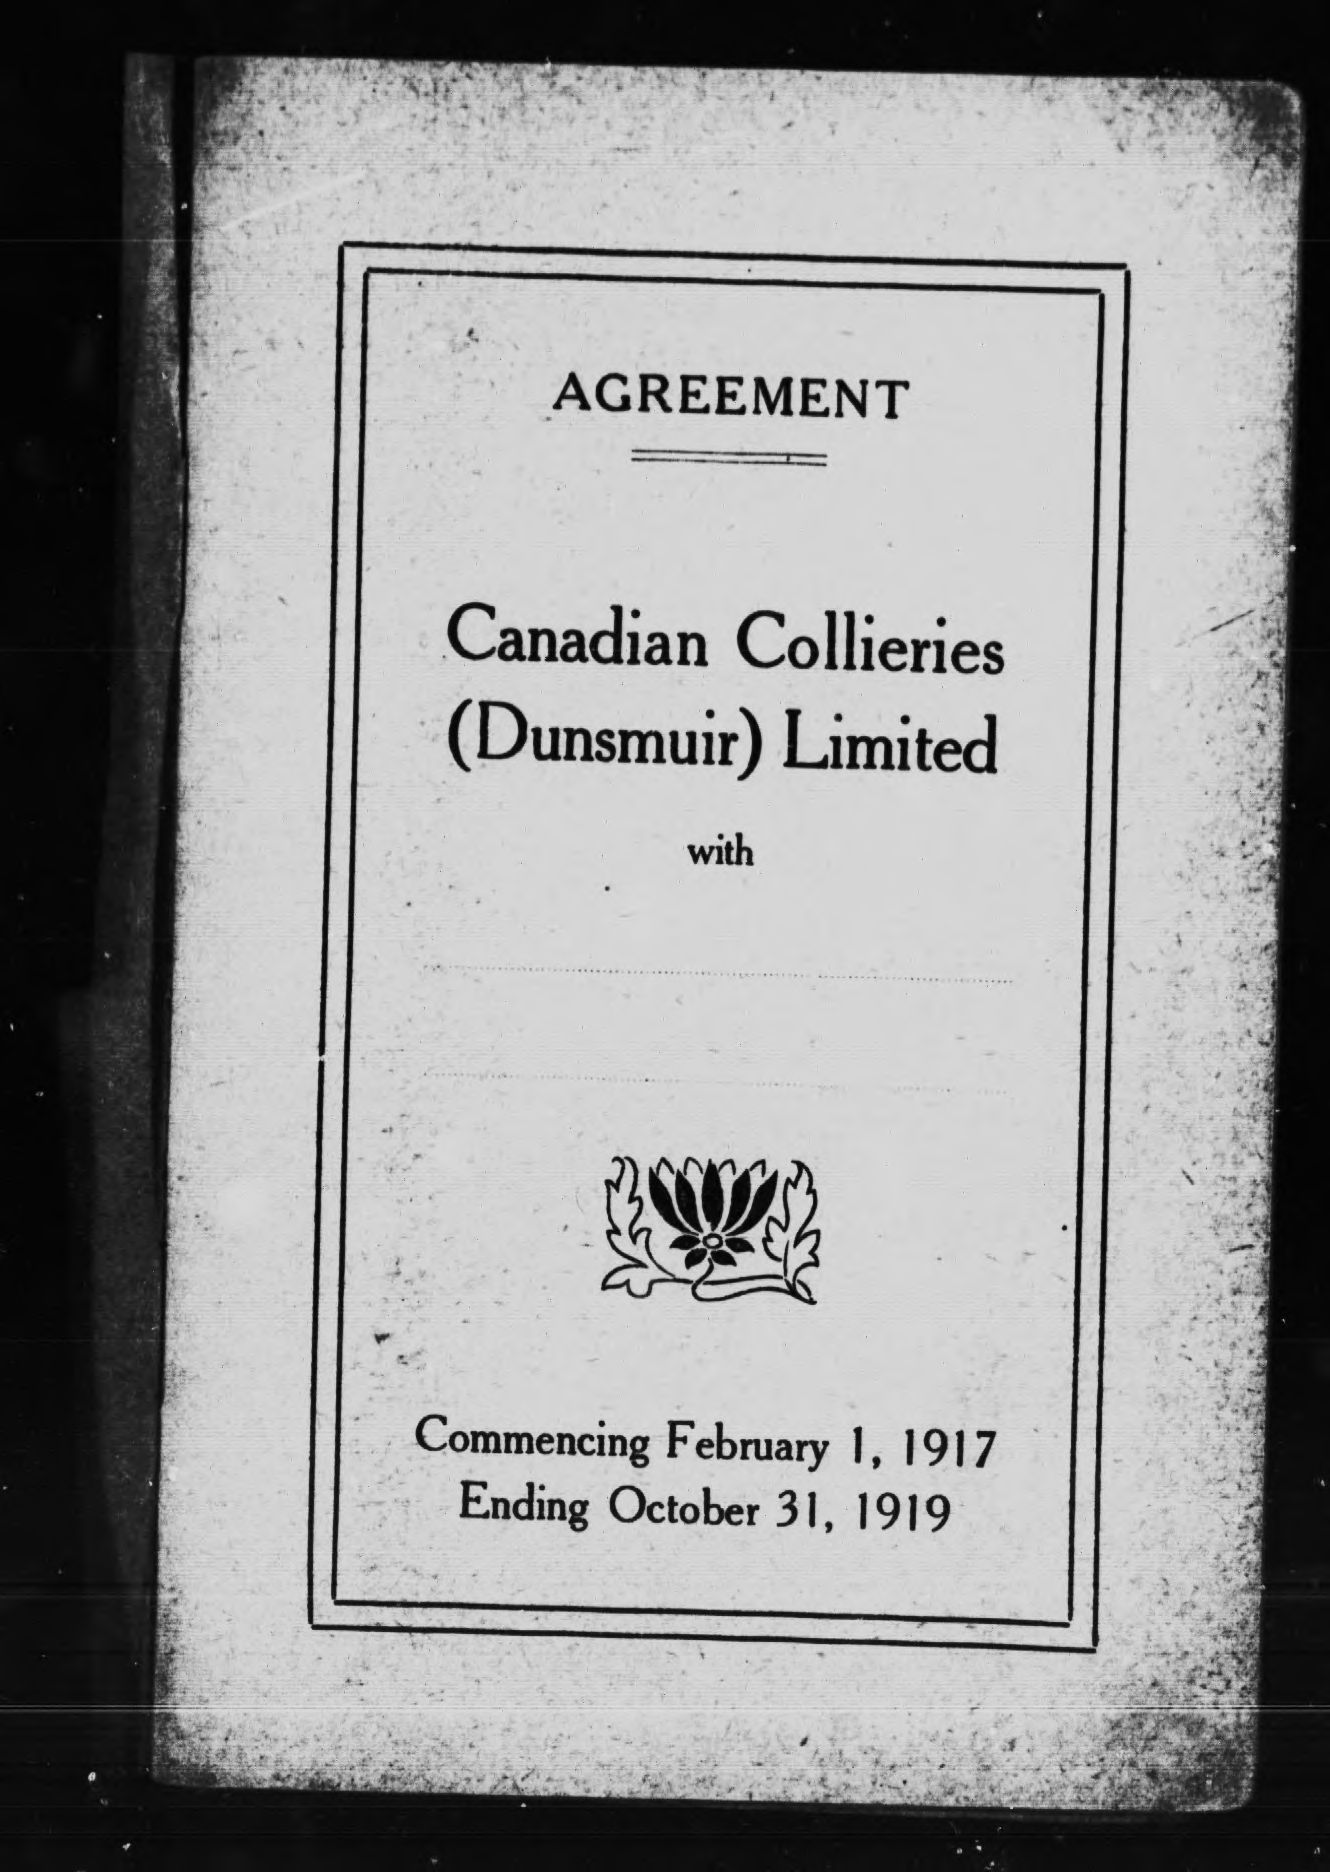 AGREEMENT
Canadian Collieries
(Dunsmuir) Limited
with
Commencing February 1, 1917
Ending October 31, 1919